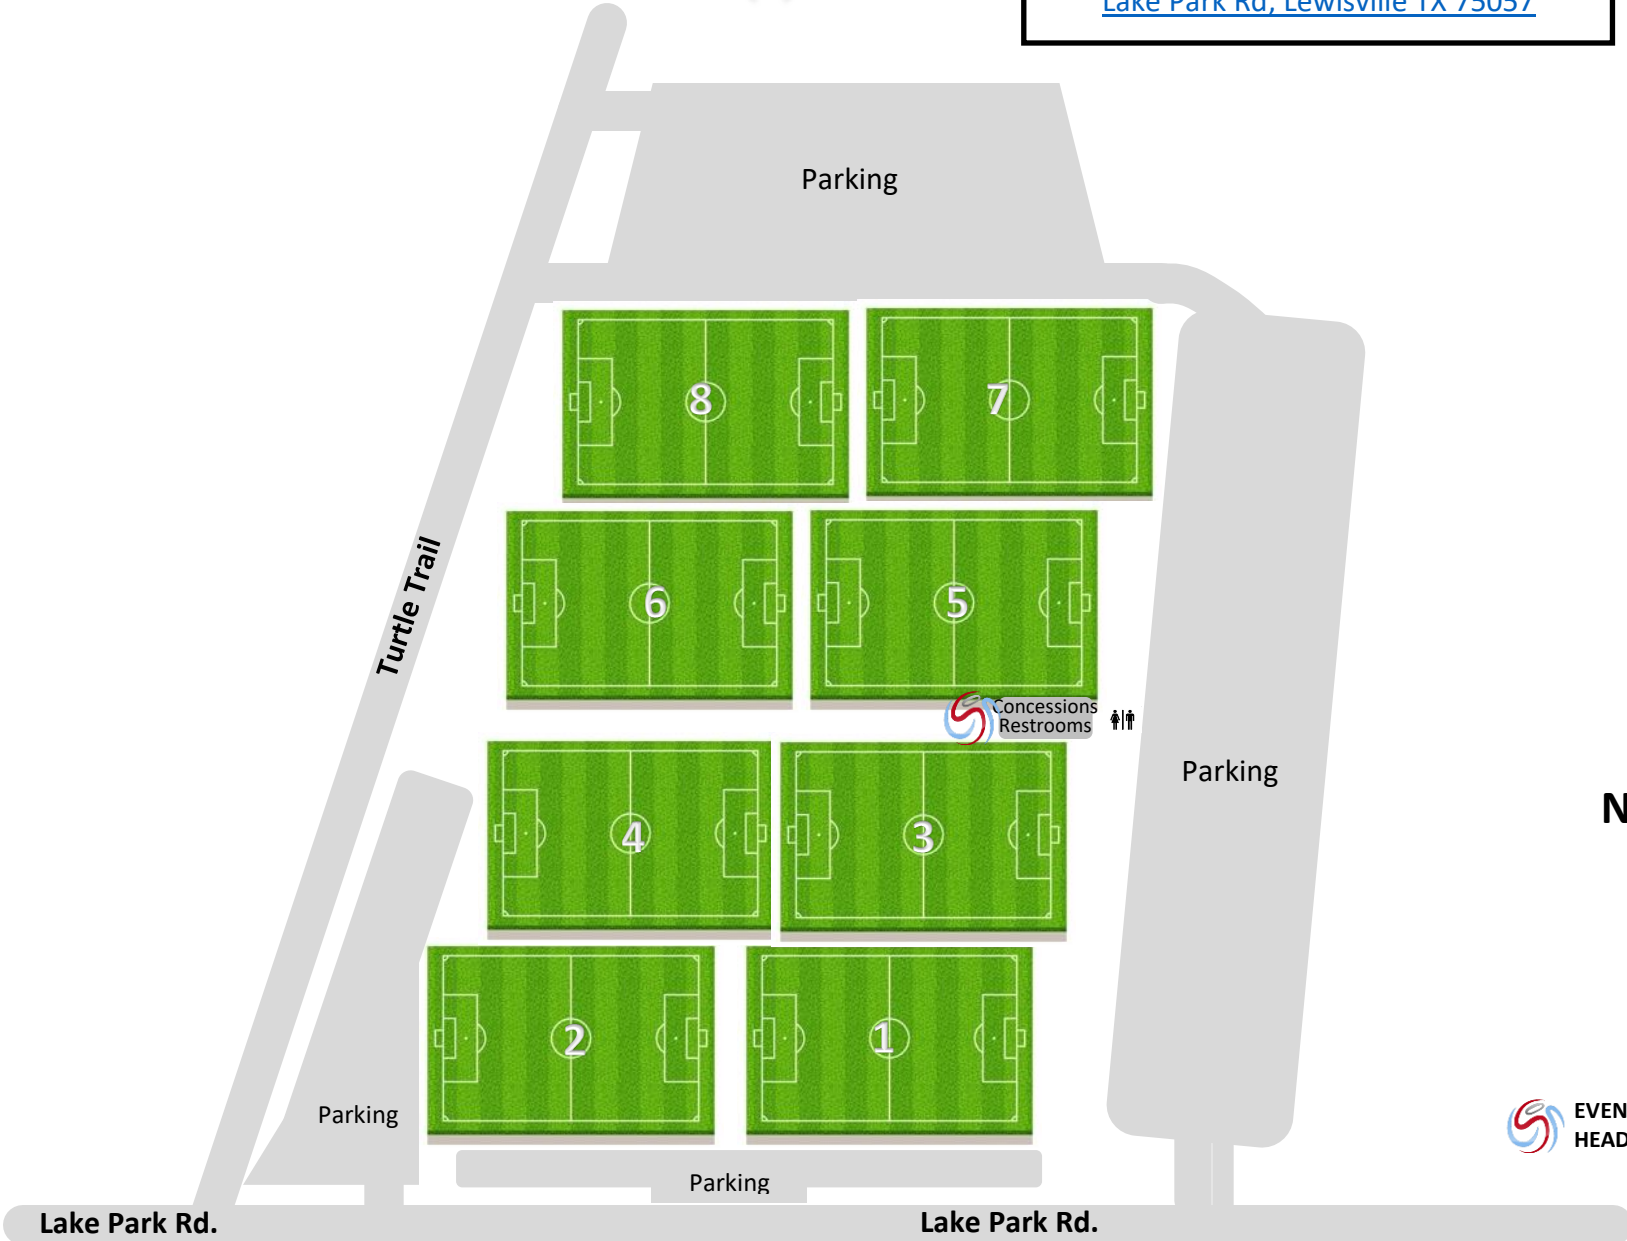 Lake Park Rd, Lewisville TX 75057
Parking
8
7
Turtle Trail
6
5
Concessions
Restrooms
Parking
N
4
3
2
1
Parking
EVEN
HEAD
Parking
Lake Park Rd.
Lake Park Rd.